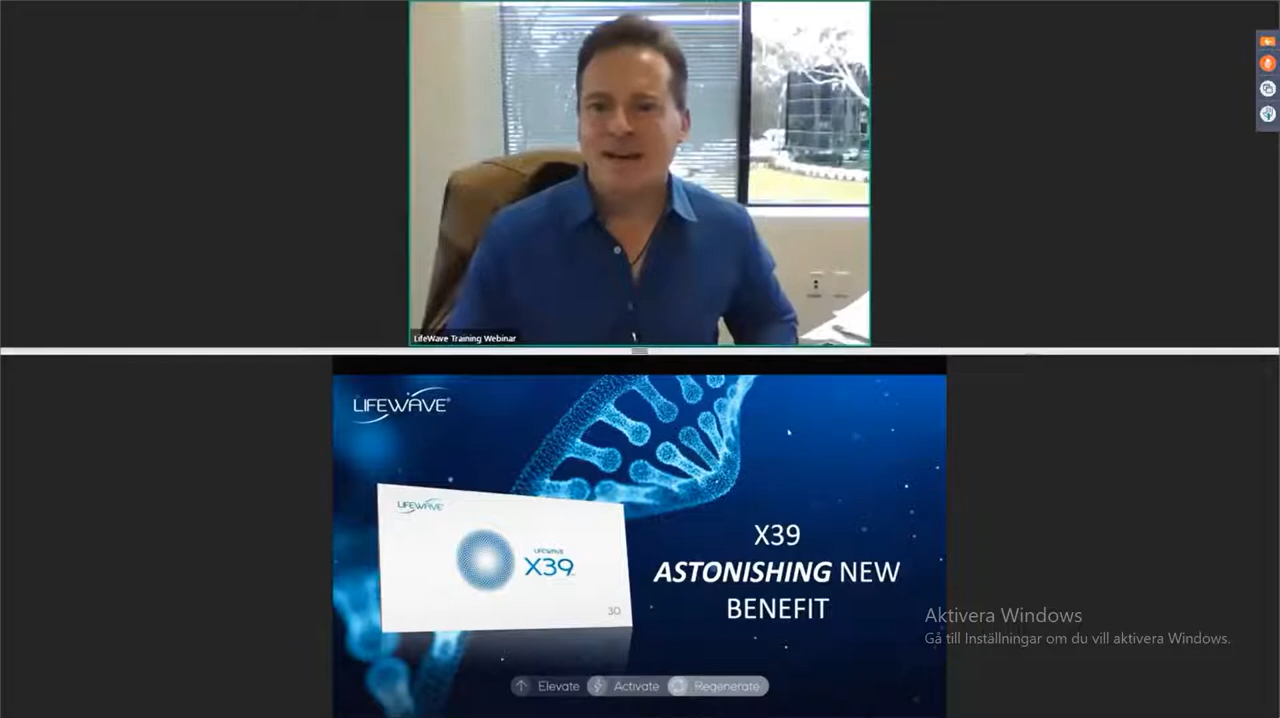 LifeWave Training Webinar
LIFEWAVE®
LIFEWAVE
LIFEWAVE
X39
30
X39
ASTONISHING NEW
BENEFIT
Aktivera Windows
Gå till Inställningar om du vill aktivera Windows.
Elevate Activate Regenerate